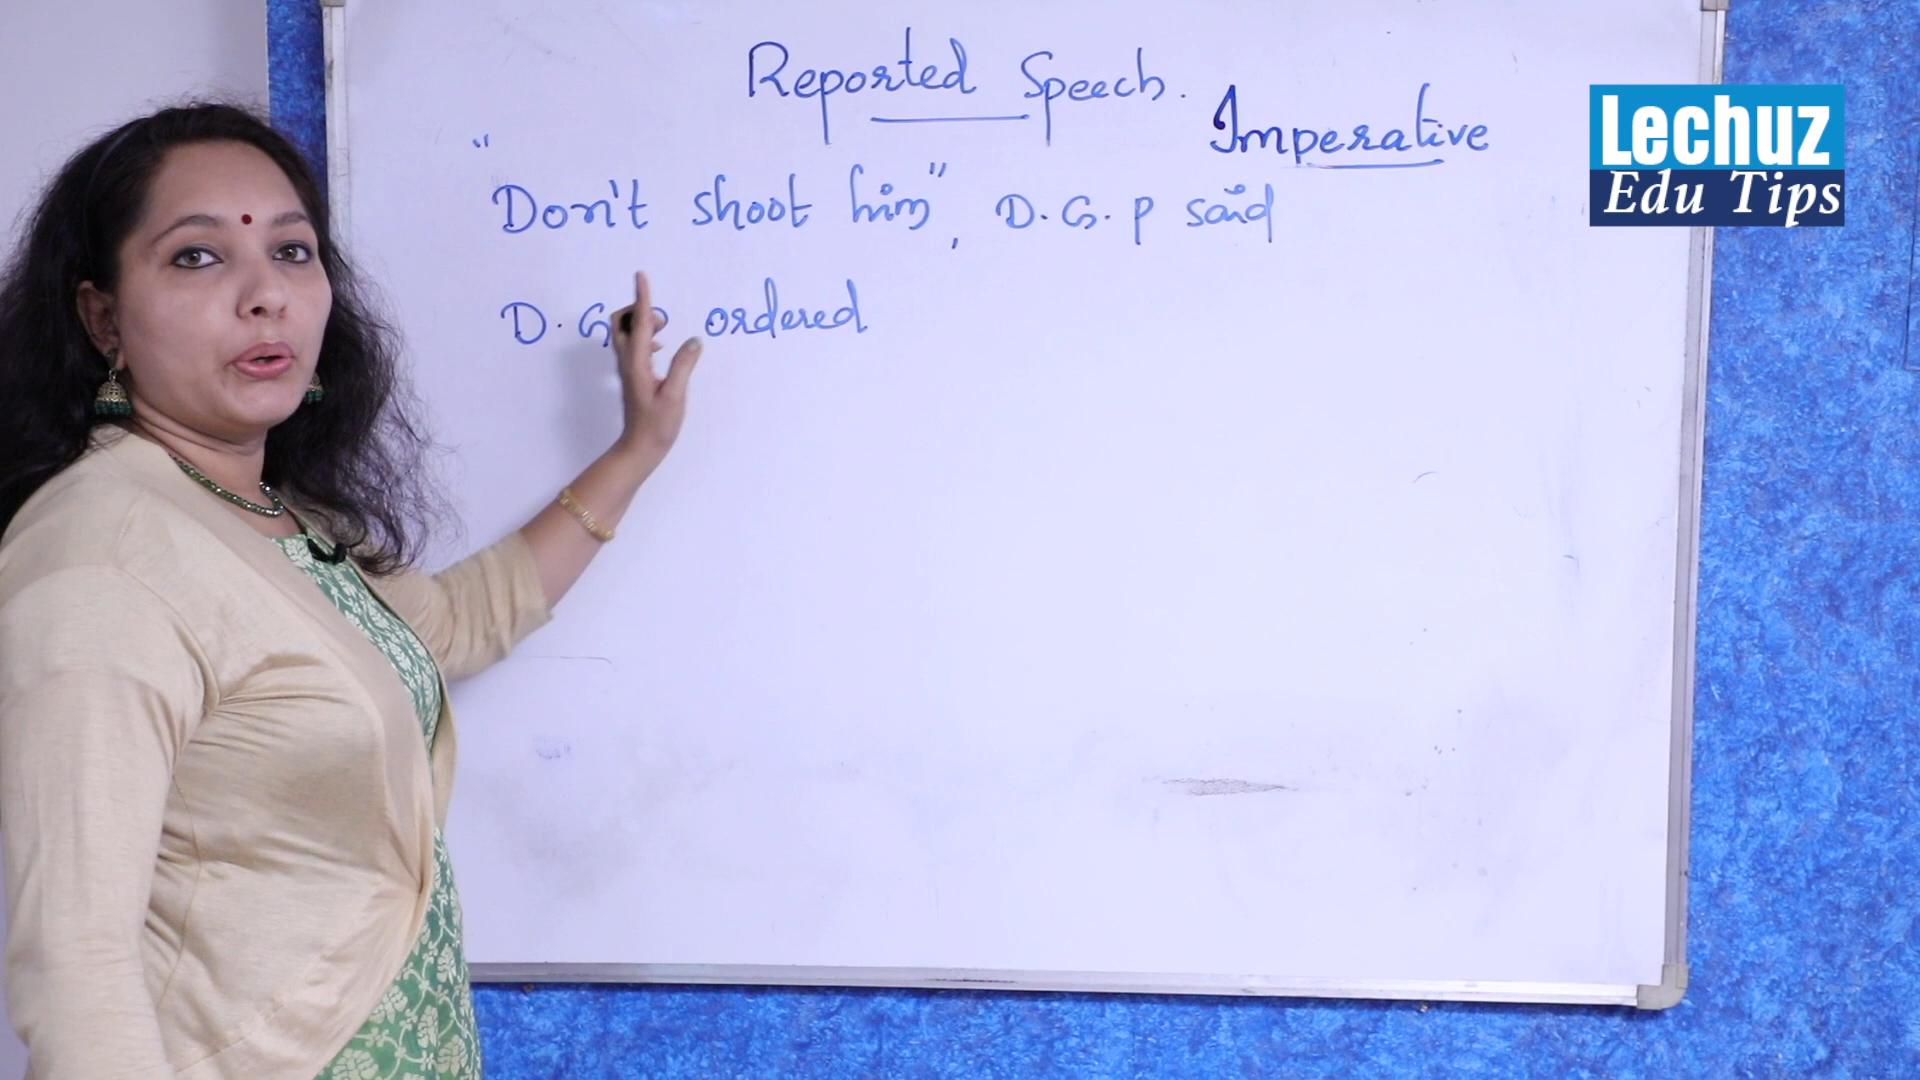 Reported Speech.
Imperative
"Don't shoot him", D.G.P said
D.G.P ordered
Lechuz
Edu Tips